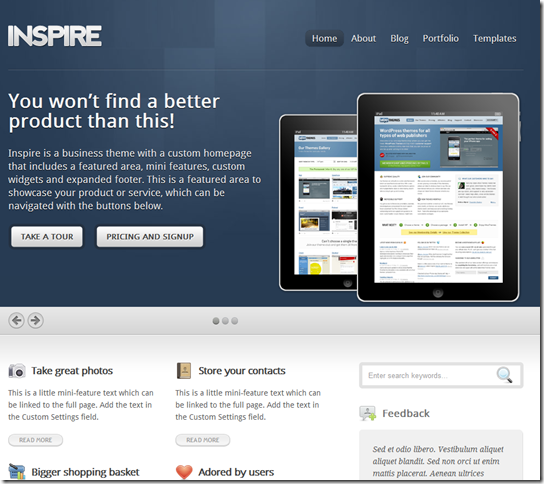 INSPIRE
Home About Blog Portfolio Templates
You won't find a better
product than this!
Inspire is a business theme with a custom homepage
that includes a featured area, mini features, custom
widgets and expanded footer. This is a featured area to
showcase your product or service, which can be
navigated with the buttons below.
TAKE A TOUR PRICING AND SIGNUP
Our Themes Gallery
WordPress themes for all
types of web publishers
Take great photos
This is a little mini-feature text which can
be linked to the full page. Add the text in
the Custom Settings field.
READ MORE
Store your contacts
This is a little mini-feature text which can
be linked to the full page. Add the text in
the Custom Settings field.
READ MORE
Enter search keywords...
Feedback
Sed et odio libero. Vestibulum aliquet
aliquet blandit. Sed non orci ut enim
mattis placerat. Aenean ultrices
Bigger shopping basket
Adored by users